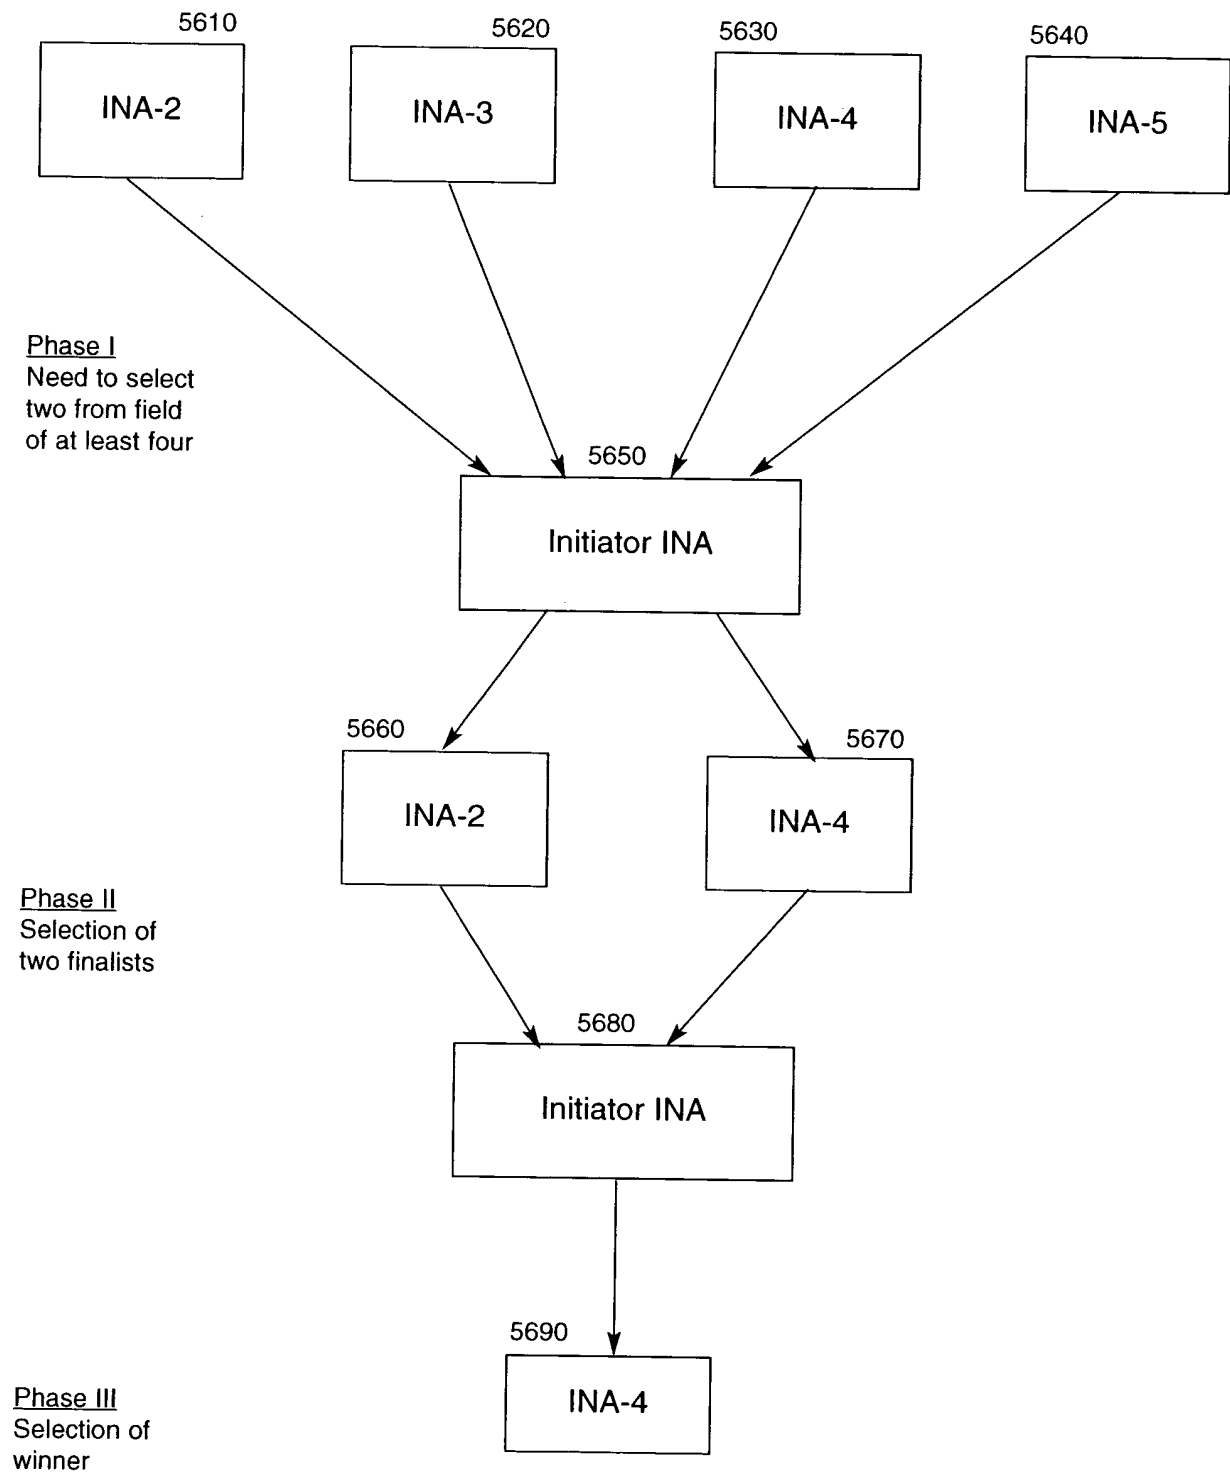 5610
5620
5630
5640
INA-2
INA-3
INA-4
INA-5
Phase I
Need to select
two from field
of at least four
5650
Initiator INA
5660
5670
INA-2
INA-4
Phase II
Selection of
two finalists
5680
Initiator INA
5690
INA-4
Phase III
Selection of
winner